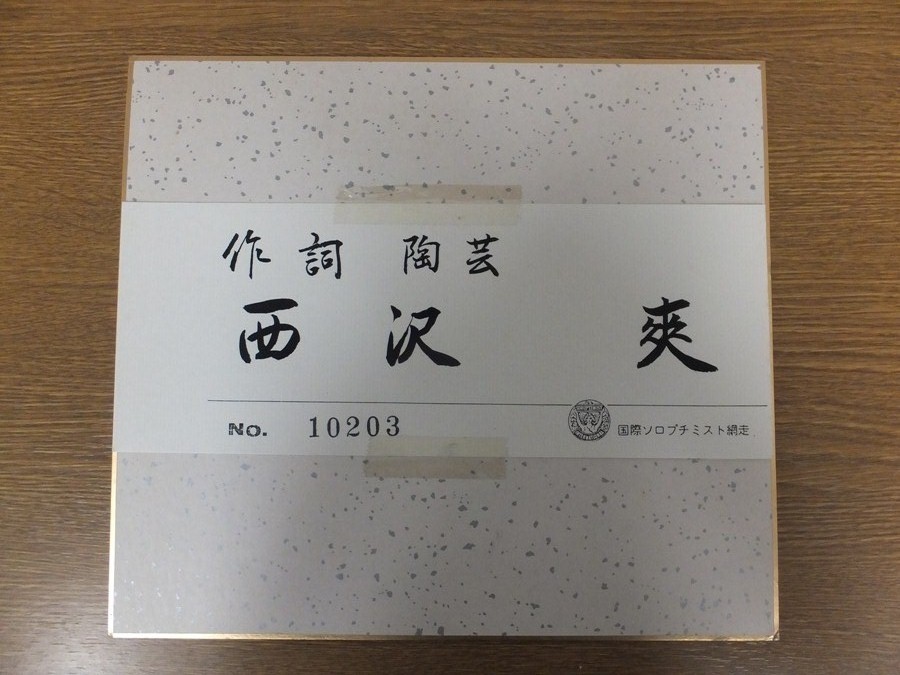 作詞 陶芸
西沢 爽
No. 10203
国際ソロプチミスト網走